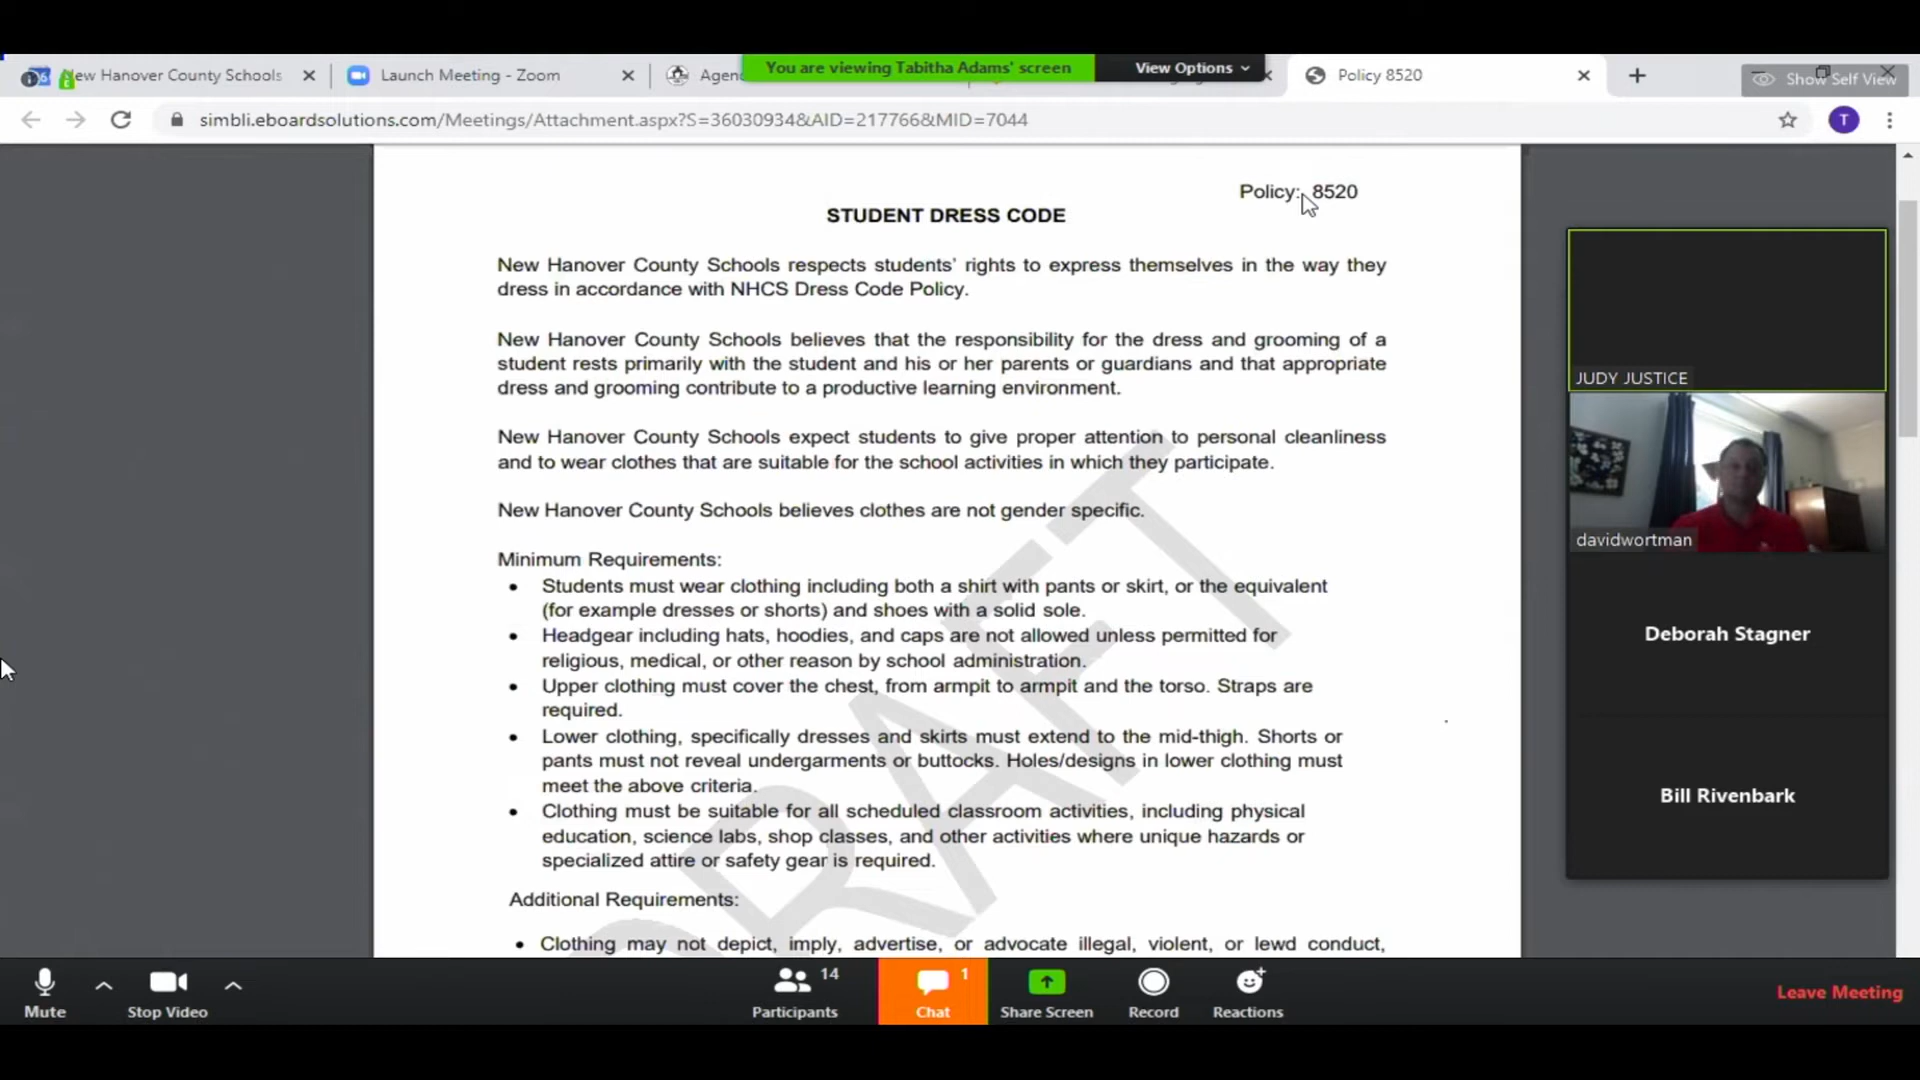 New Hanover County Schools
Launch Meeting - Zoom
You are viewing Tabitha Adams' screen
View Options
Policy 8520
Show Self View
simbli.eboardsolutions.com/Meetings/Attachment.aspx?S=36030934&AID=217766&MID=7044
T
Policy: 8520
STUDENT DRESS CODE
New Hanover County Schools respects students' rights to express themselves in the way they
dress in accordance with NHCS Dress Code Policy.
New Hanover County Schools believes that the responsibility for the dress and grooming of a
student rests primarily with the student and his or her parents or guardians and that appropriate
dress and grooming contribute to a productive learning environment.
New Hanover County Schools expect students to give proper attention to personal cleanliness
and to wear clothes that are suitable for the school activities in which they participate.
New Hanover County Schools believes clothes are not gender specific.
Minimum Requirements:
• Students must wear clothing including both a shirt with pants or skirt, or the equivalent
(for example dresses or shorts) and shoes with a solid sole.
• Headgear including hats, hoodies, and caps are not allowed unless permitted for
religious, medical, or other reason by school administration.
• Upper clothing must cover the chest, from armpit to armpit and the torso. Straps are
required.
• Lower clothing, specifically dresses and skirts must extend to the mid-thigh. Shorts or
pants must not reveal undergarments or buttocks. Holes/designs in lower clothing must
meet the above criteria.
• Clothing must be suitable for all scheduled classroom activities, including physical
education, science labs, shop classes, and other activities where unique hazards or
specialized attire or safety gear is required.
Additional Requirements:
• Clothing may not depict, imply, advertise, or advocate illegal, violent, or lewd conduct,
DRAFT
JUDY JUSTICE
davidwortman
Deborah Stagner
Bill Rivenbark
Mute
Stop Video
14
Participants
1
Chat
Share Screen
Record
Reactions
Leave Meeting